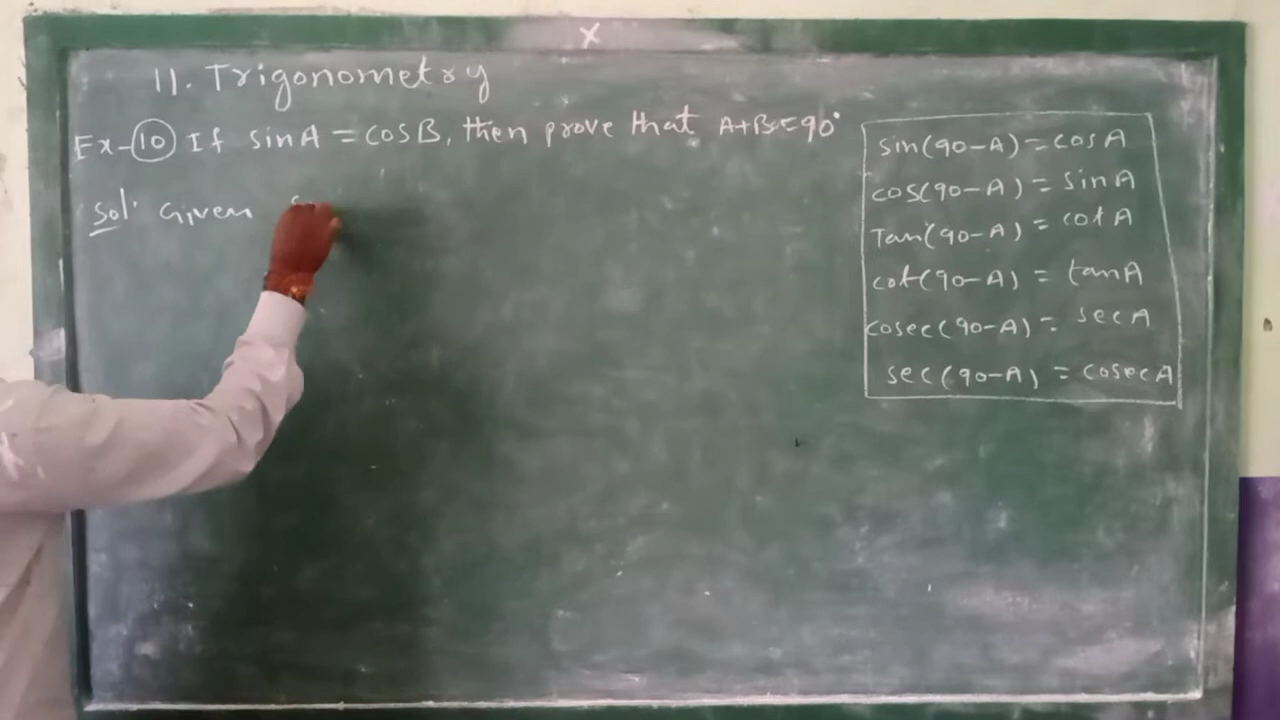 x
11. Trigonometry
Ex-10 If sinA = cosB, then prove that A+B=90°
Sol: Given
sin(90-A)=cosA
cos(90-A)= sinA
Tan(90-A)= cotA
cot(90-A) = tanA
cosec(90-A)= secA
sec(90-A) = cosecA